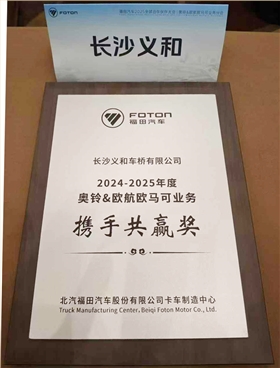 FOTON
长沙义和
FOTON
福田汽车
长沙义和车桥有限公司
2024-2025年度
奥铃&欧航欧马可业务
携手共赢奖
北汽福田汽车股份有限公司卡车制造中心
Truck Manufacturing Center, Beiqi Foton Motor Co., Ltd.